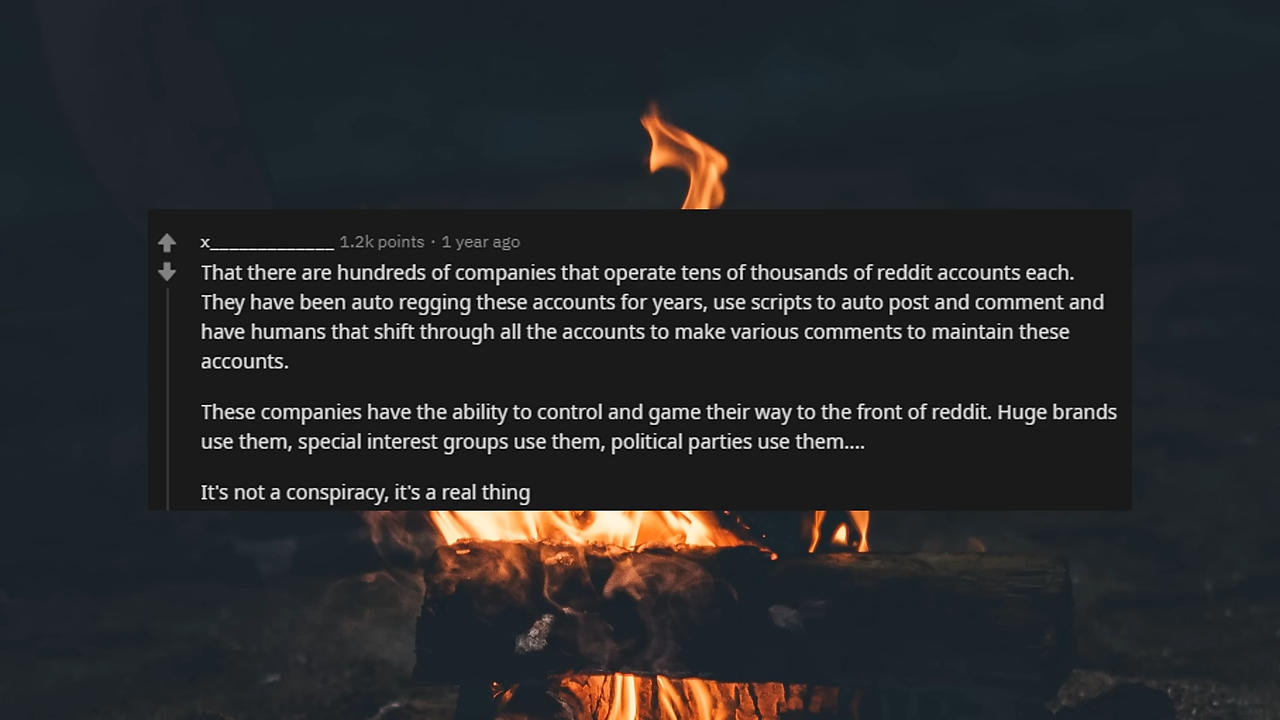 x_____________ 1.2k points · 1 year ago
That there are hundreds of companies that operate tens of thousands of reddit accounts each.
They have been auto regging these accounts for years, use scripts to auto post and comment and
have humans that shift through all the accounts to make various comments to maintain these
accounts.
These companies have the ability to control and game their way to the front of reddit. Huge brands
use them, special interest groups use them, political parties use them....
It's not a conspiracy, it's a real thing